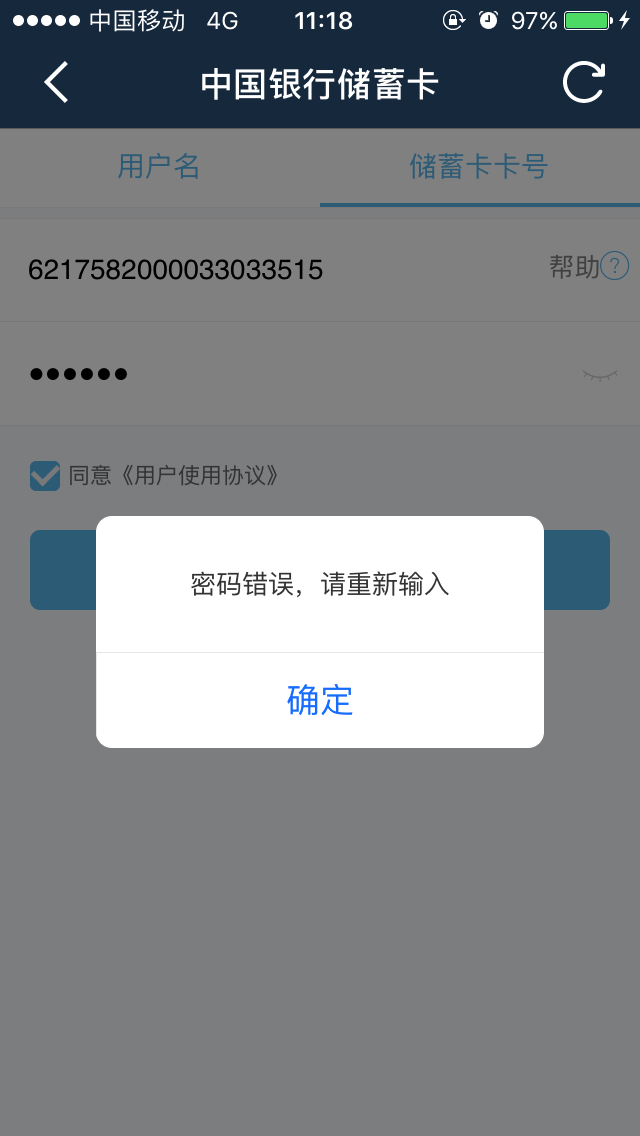 中国移动 4G 11:18 97%
中国银行储蓄卡
用户名 储蓄卡卡号
6217582000033033515 帮助?
同意《用户使用协议》
密码错误，请重新输入
确定